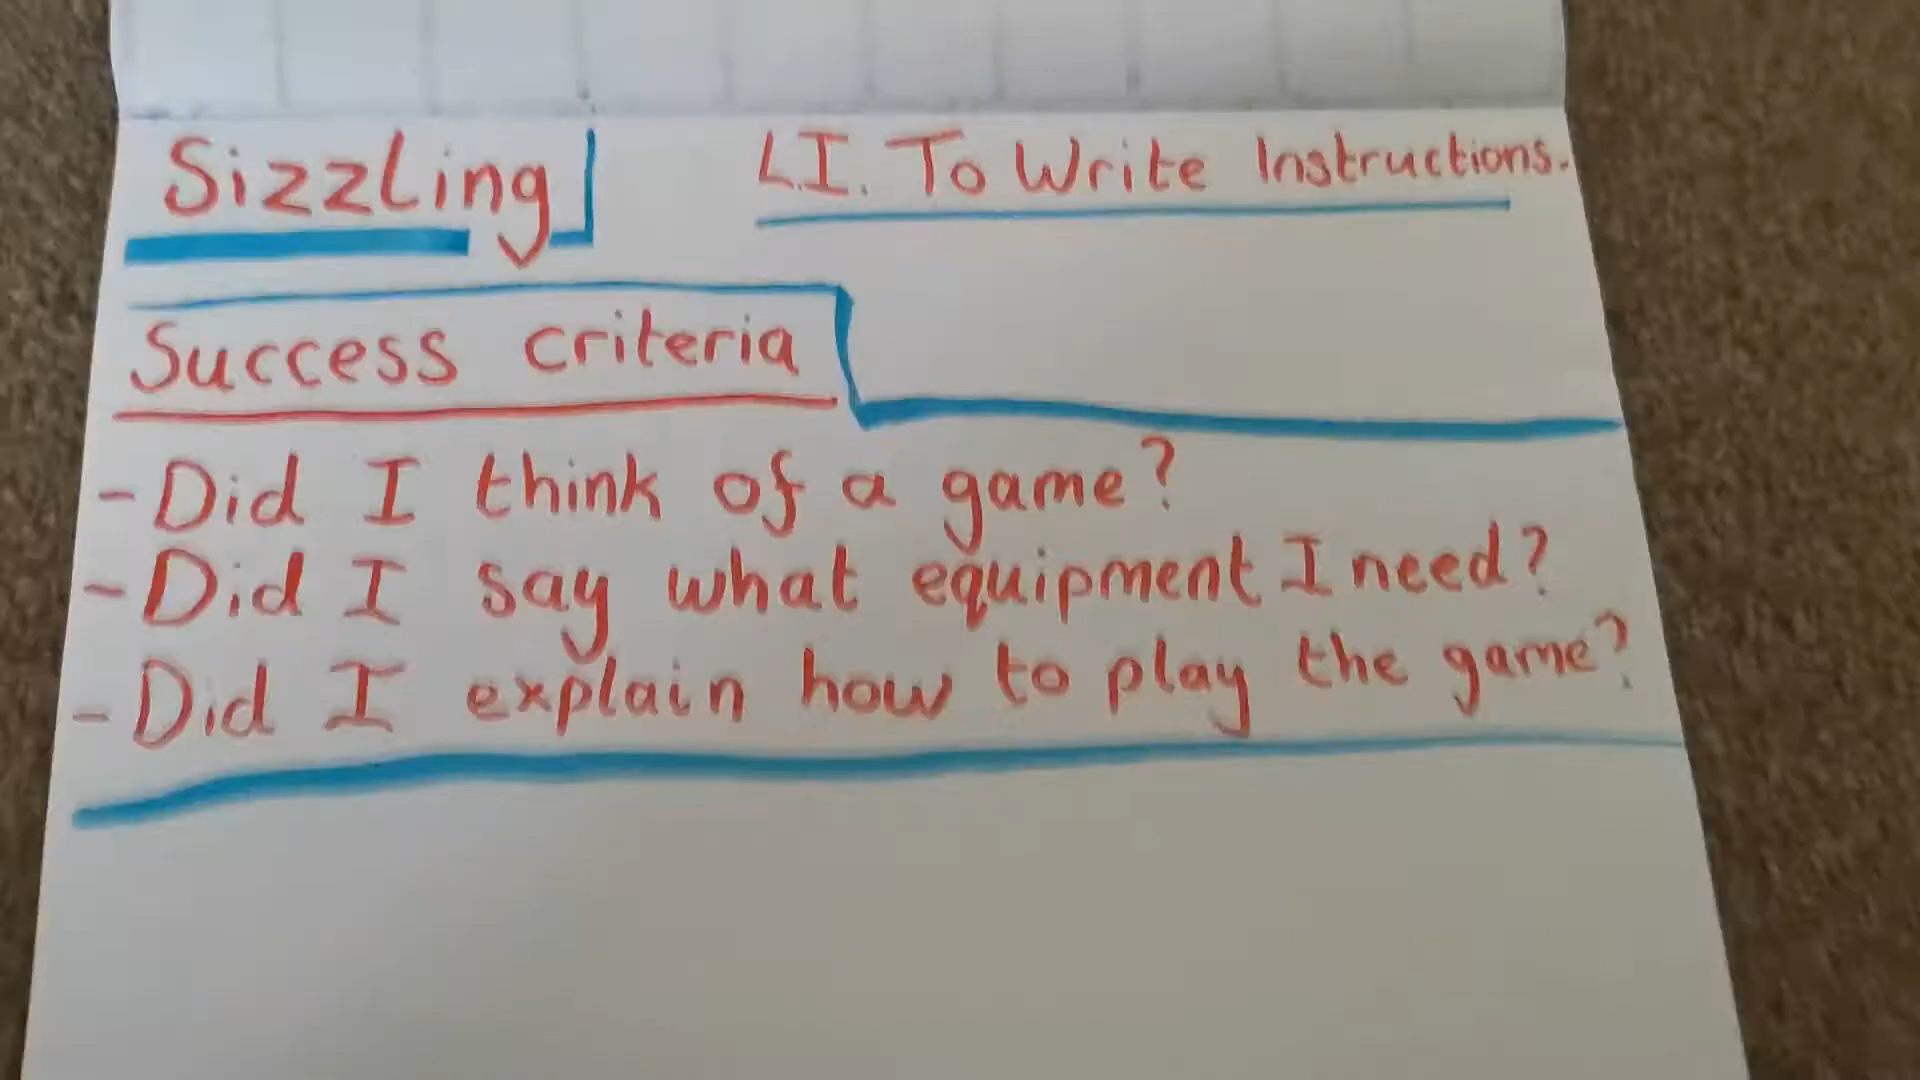 Sizzling
L.I. To Write Instructions.
Success criteria
- Did I think of a game?
- Did I say what equipment I need?
- Did I explain how to play the game?